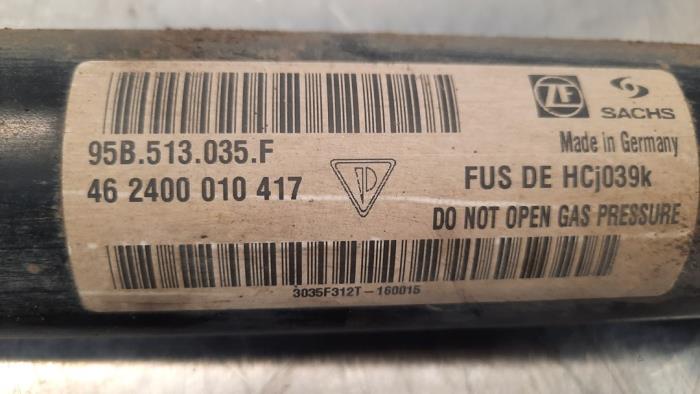 ZF
SACHS
95B.513.035.F
Made in Germany
46 2400 010 417
FUS DE HCj039k
DO NOT OPEN GAS PRESSURE
3035F312T-160015